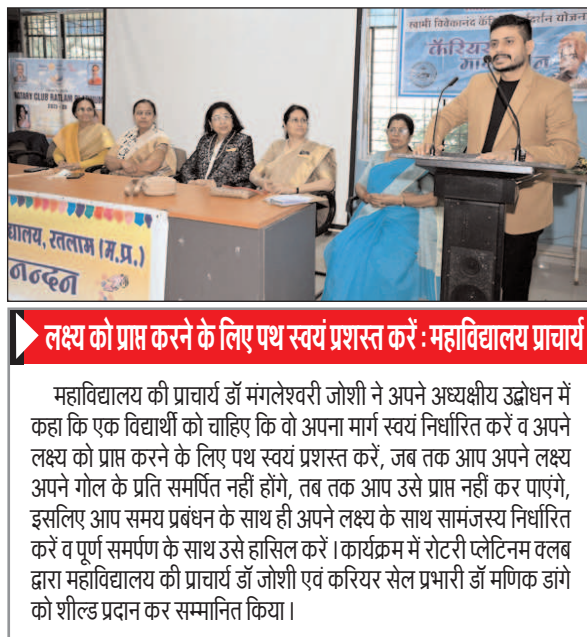 स्वामी विवेकानंद कैरियर मार्गदर्शन योजना
ROTARY CLUB RATLAM PLATINUM
रतलाम (म.प्र.)
लक्ष्य को प्राप्त करने के लिए पथ स्वयं प्रशस्त करें : महाविद्यालय प्राचार्य
महाविद्यालय की प्राचार्य डॉ मंगलेश्वरी जोशी ने अपने अध्यक्षीय उद्बोधन में
कहा कि एक विद्यार्थी को चाहिए कि वो अपना मार्ग स्वयं निर्धारित करें व अपने
लक्ष्य को प्राप्त करने के लिए पथ स्वयं प्रशस्त करें, जब तक आप अपने लक्ष्य
अपने गोल के प्रति समर्पित नहीं होंगे, तब तक आप उसे प्राप्त नहीं कर पाएंगे,
इसलिए आप समय प्रबंधन के साथ ही अपने लक्ष्य के साथ सामंजस्य निर्धारित
करें व पूर्ण समर्पण के साथ उसे हासिल करें । कार्यक्रम में रोटरी प्लेटिनम क्लब
द्वारा महाविद्यालय की प्राचार्य डॉ जोशी एवं करियर सेल प्रभारी डॉ मणिक डांगे
को शील्ड प्रदान कर सम्मानित किया ।